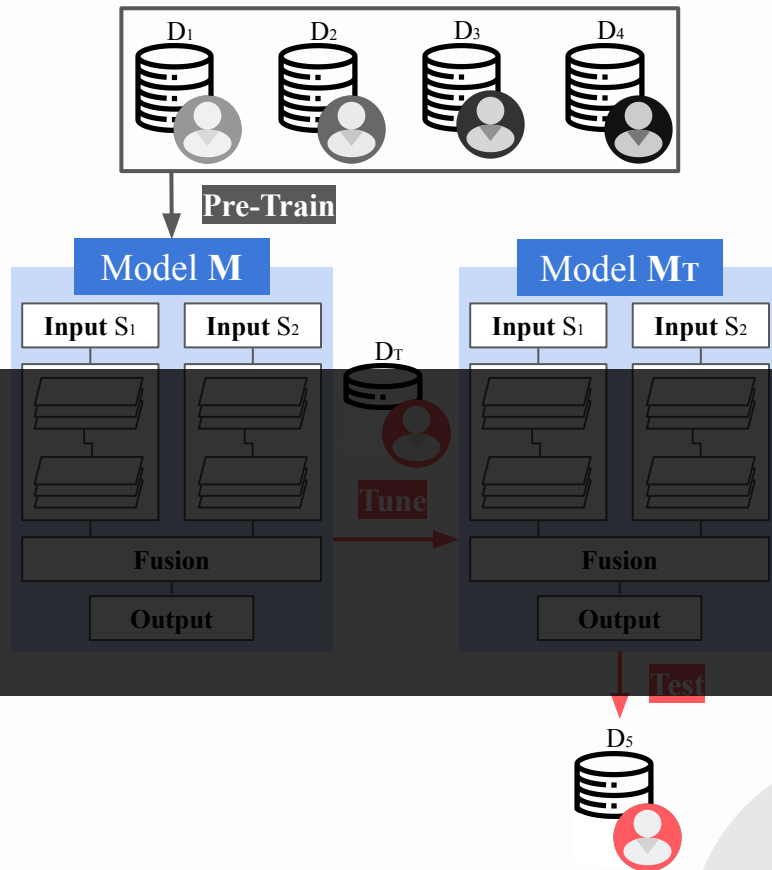 D₁ D₂ D₃ D₄
Pre-Train
Model M
Model MT
Input S₁
Input S₂
Input S₁
Input S₂
DT
Tune
Fusion
Fusion
Output
Output
Test
D₅